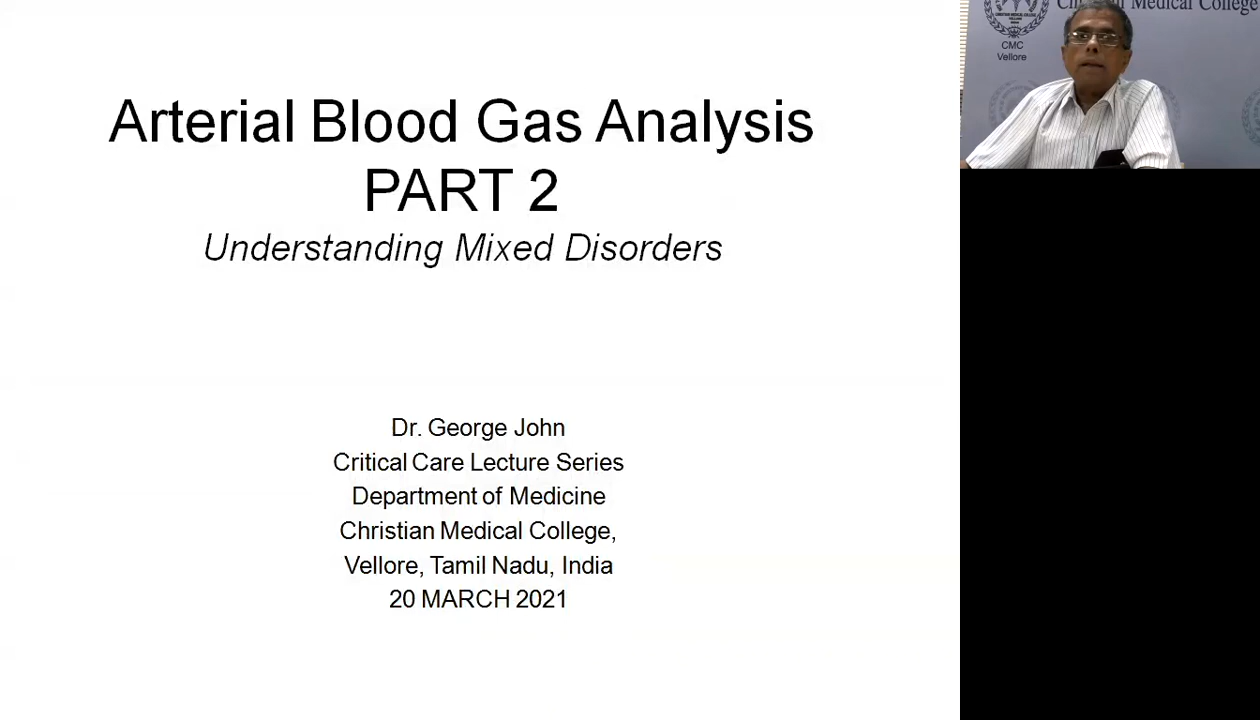 Arterial Blood Gas Analysis
PART 2
Understanding Mixed Disorders
Dr. George John
Critical Care Lecture Series
Department of Medicine
Christian Medical College,
Vellore, Tamil Nadu, India
20 MARCH 2021
Medical College
CMC
Vellore